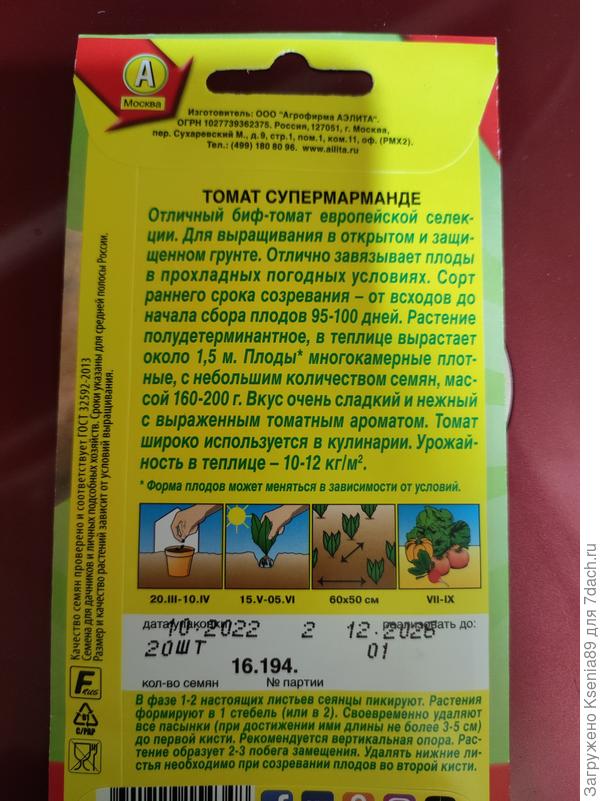 А
Москва
Изготовитель: ООО "Агрофирма АЭЛИТА".
ОГРН 1027739362375. Россия, 127051, г. Москва,
пер. Сухаревский М., д.9, стр.1, пом.1, ком.11, оф. (РМХ2).
Тел.: (499) 180 80 96. www.ailita.ru
ТОМАТ СУПЕРМАРМАНДЕ
Отличный биф-томат европейской селек-
ции. Для выращивания в открытом и защи-
щенном грунте. Отлично завязывает плоды
в прохладных погодных условиях. Сорт
раннего срока созревания – от всходов до
начала сбора плодов 95-100 дней. Растение
полудетерминантное, в теплице вырастает
около 1,5 м. Плоды* многокамерные плот-
ные, с небольшим количеством семян, мас-
сой 160-200 г. Вкус очень сладкий и нежный
с выраженным томатным ароматом. Томат
широко используется в кулинарии. Урожай-
ность в теплице – 10-12 кг/м².
* Форма плодов может меняться в зависимости от условий.
20.III-10.IV
15.V-05.VI
60x50 см
VII-IX
дата упаковки
реализовать до:
10-2022 2 12.2026
20ШТ 01
16.194.
кол-во семян
№ партии
В фазе 1-2 настоящих листьев сеянцы пикируют. Растения
формируют в 1 стебель (или в 2). Своевременно удаляют
все пасынки (при достижении ими длины не более 3-5 см)
до первой кисти. Рекомендуется вертикальная опора. Рас-
тение образует 2-3 побега замещения. Удалять нижние ли-
стья необходимо при созревании плодов во второй кисти.
Качество семян проверено и соответствует ГОСТ 32592-2013
Семена для дачников и личных подсобных хозяйств. Сроки указаны для средней полосы России.
Размер и качество растений зависит от условий выращивания.
F
RUS
81
C/PAP
Загружено Ksenia89 для 7dach.ru